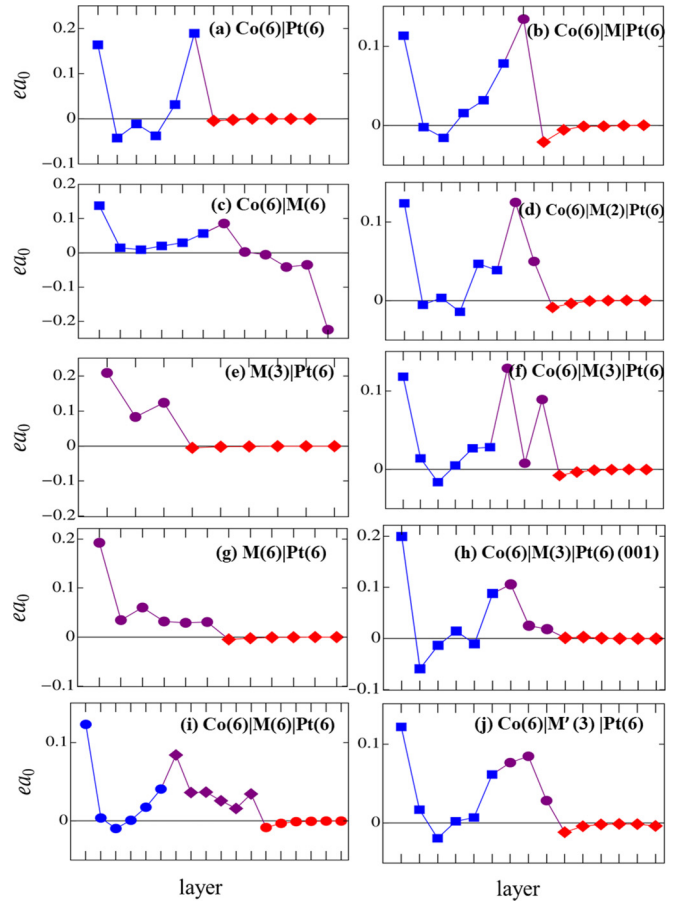 (a) Co(6)|Pt(6)
0.2
0.1
0
−0.1
ea0
(b) Co(6)|M|Pt(6)
0.1
0
(c) Co(6)|M(6)
0.2
0.1
0
−0.1
−0.2
ea0
(d) Co(6)|M(2)|Pt(6)
0.1
0
(e) M(3)|Pt(6)
0.2
0.1
0
−0.1
−0.2
ea0
(f) Co(6)|M(3)|Pt(6)
0.1
0
(g) M(6)|Pt(6)
0.2
0.1
0
−0.1
ea0
(h) Co(6)|M(3)|Pt(6)(001)
0.2
0.1
0
−0.1
(i) Co(6)|M(6)|Pt(6)
0.1
0
ea0
(j) Co(6)|M′(3) |Pt(6)
0.1
0
layer
layer